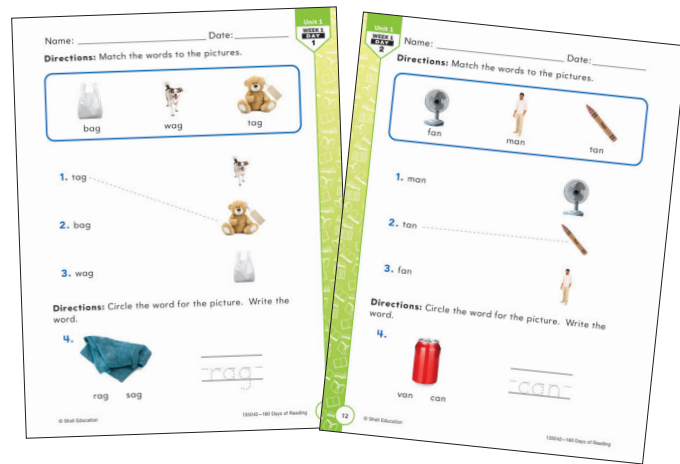 Unit 1
WEEK 1
DAY
1
Name: Date:
Directions: Match the words to the pictures.
bag wag tag
1. tag
2. bag
3. wag
Directions: Circle the word for the picture. Write the
word.
4.
rag sag
rag
© Shell Education
135043—180 Days of Reading
Unit 1
WEEK 1
DAY
2
Name: Date:
Directions: Match the words to the pictures.
fan man tan
1. man
2. tan
3. fan
Directions: Circle the word for the picture. Write the
word.
4.
van can
can
12
© Shell Education
135043—180 Days of Reading